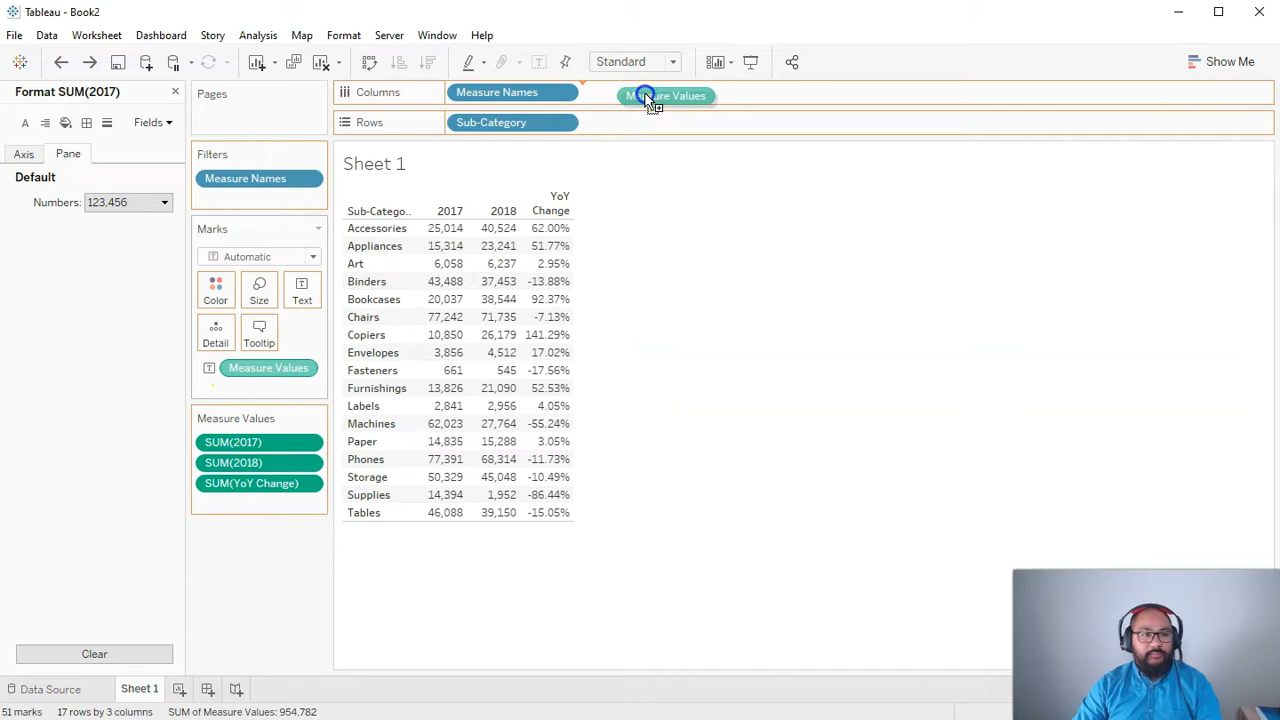 Tableau - Book2
File Data Worksheet Dashboard Story Analysis Map Format Server Window Help
Standard
Show Me
Format SUM(2017)
Fields
Axis Pane
Default
Numbers: 123,456
Clear
Pages
Filters
Measure Names
Marks
Automatic
Color Size Text
Detail Tooltip
Measure Values
Measure Values
SUM(2017)
SUM(2018)
SUM(YoY Change)
Columns Measure Names Measure Values
Rows Sub-Category
Sheet 1
YoY
Sub-Catego.. 2017 2018 Change
Accessories 25,014 40,524 62.00%
Appliances 15,314 23,241 51.77%
Art 6,058 6,237 2.95%
Binders 43,488 37,453 -13.88%
Bookcases 20,037 38,544 92.37%
Chairs 77,242 71,735 -7.13%
Copiers 10,850 26,179 141.29%
Envelopes 3,856 4,512 17.02%
Fasteners 661 545 -17.56%
Furnishings 13,826 21,090 52.53%
Labels 2,841 2,956 4.05%
Machines 62,023 27,764 -55.24%
Paper 14,835 15,288 3.05%
Phones 77,391 68,314 -11.73%
Storage 50,329 45,048 -10.49%
Supplies 14,394 1,952 -86.44%
Tables 46,088 39,150 -15.05%
Data Source Sheet 1
51 marks 17 rows by 3 columns SUM of Measure Values: 954,782